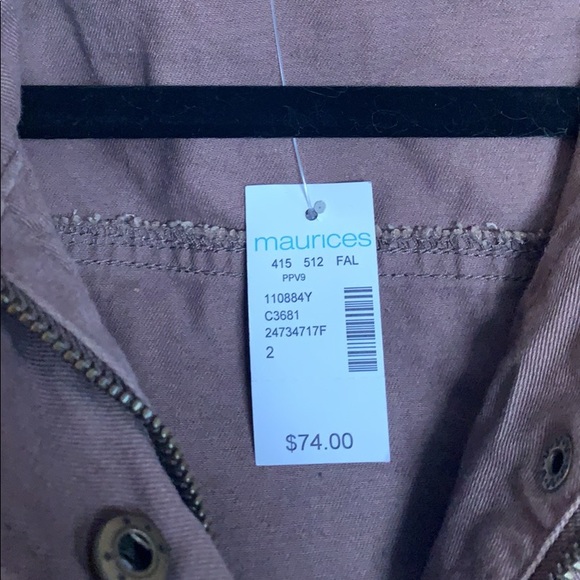 maurices
415 512 FAL
PPV9
110884Y
C3681
24734717F
2
$74.00